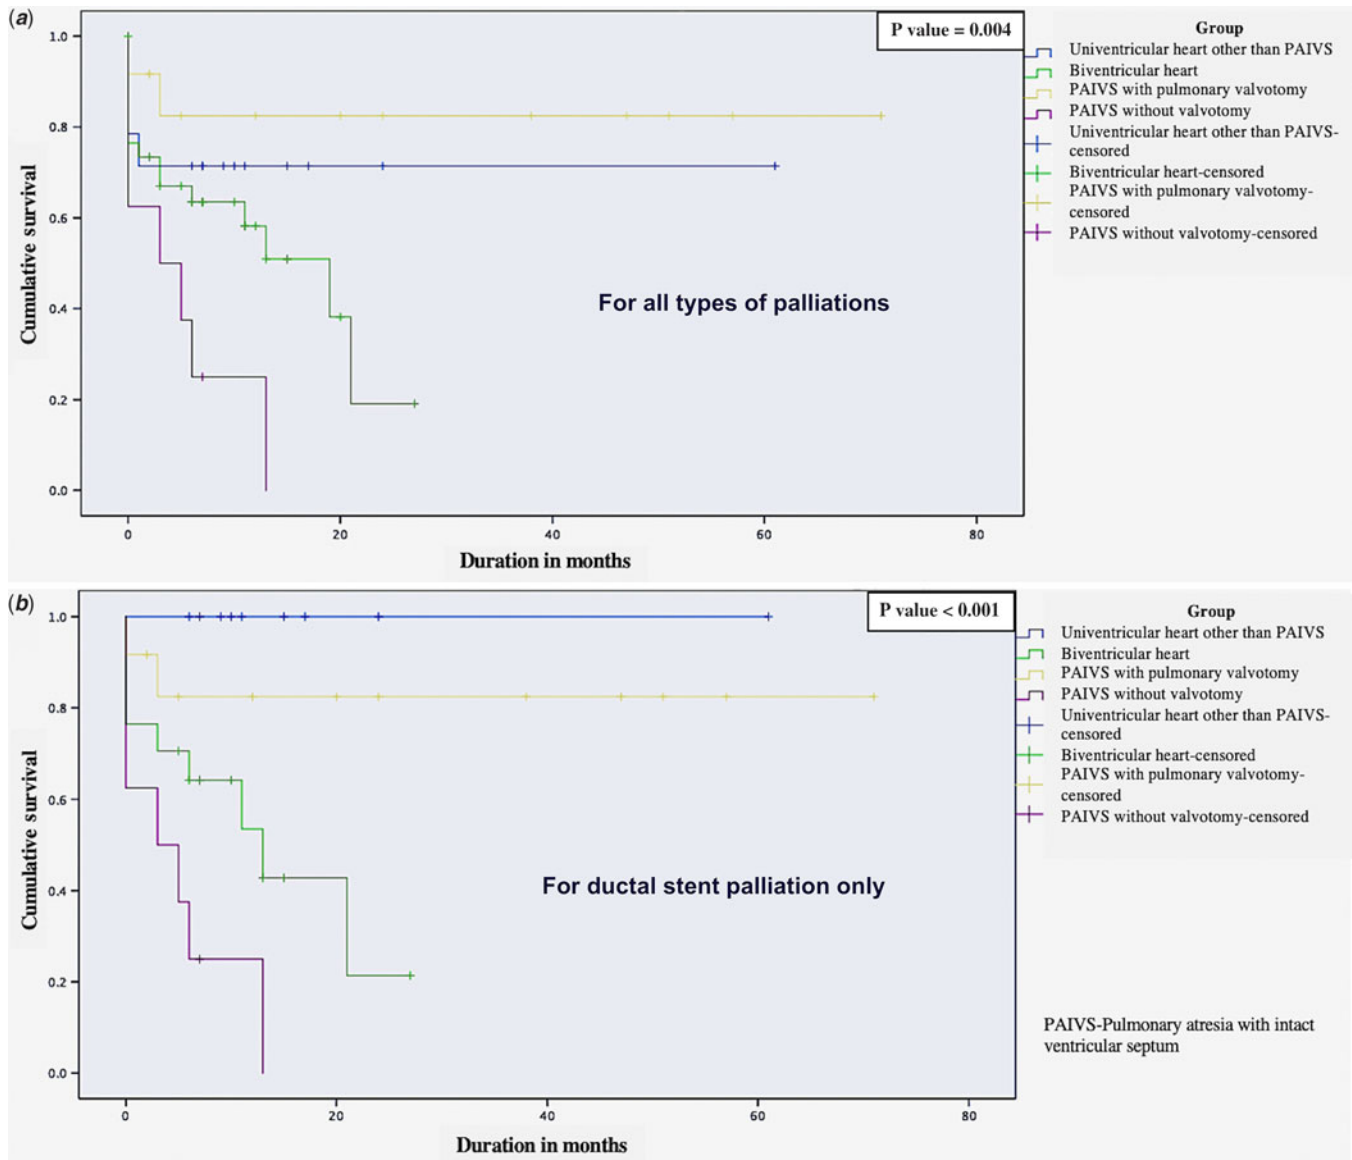 (a)
P value = 0.004
Group
Univentricular heart other than PAIVS
Biventricular heart
PAIVS with pulmonary valvotomy
PAIVS without valvotomy
Univentricular heart other than PAIVS-
censored
Biventricular heart-censored
PAIVS with pulmonary valvotomy-
censored
PAIVS without valvotomy-censored
Cumulative survival
1.0
0.8
0.6
0.4
0.2
0.0
For all types of palliations
0 20 40 60 80
Duration in months
(b)
P value < 0.001
Group
Univentricular heart other than PAIVS
Biventricular heart
PAIVS with pulmonary valvotomy
PAIVS without valvotomy
Univentricular heart other than PAIVS-
censored
Biventricular heart-censored
PAIVS with pulmonary valvotomy-
censored
PAIVS without valvotomy-censored
Cumulative survival
1.0
0.8
0.6
0.4
0.2
0.0
For ductal stent palliation only
PAIVS-Pulmonary atresia with intact
ventricular septum
0 20 40 60 80
Duration in months